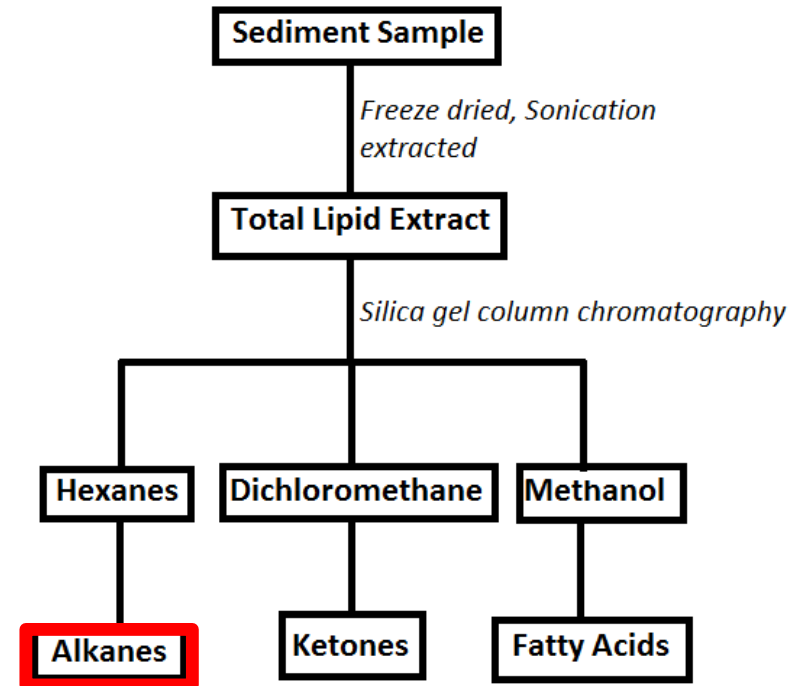 Sediment Sample
Freeze dried, Sonication
extracted
Total Lipid Extract
Silica gel column chromatography
Hexanes
Dichloromethane
Methanol
Alkanes
Ketones
Fatty Acids